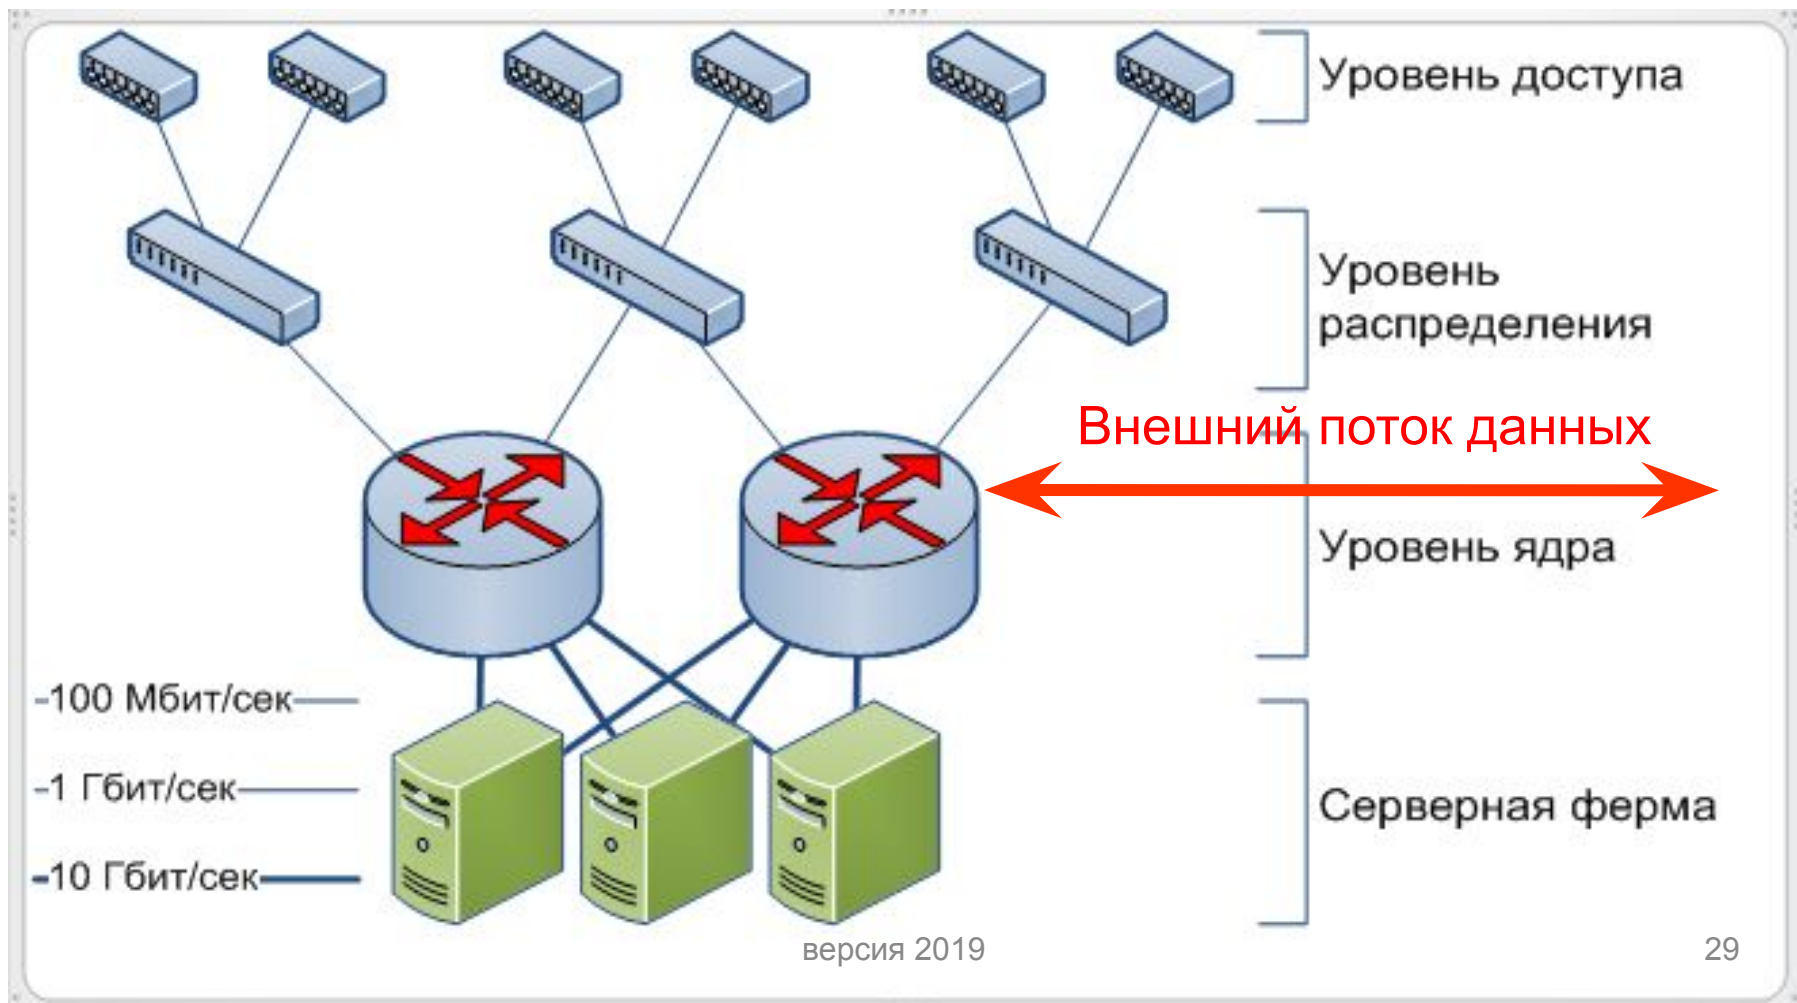 Уровень доступа
Уровень
распределения
Внешний поток данных
Уровень ядра
-100 Мбит/сек
-1 Гбит/сек
-10 Гбит/сек
Серверная ферма
версия 2019
29